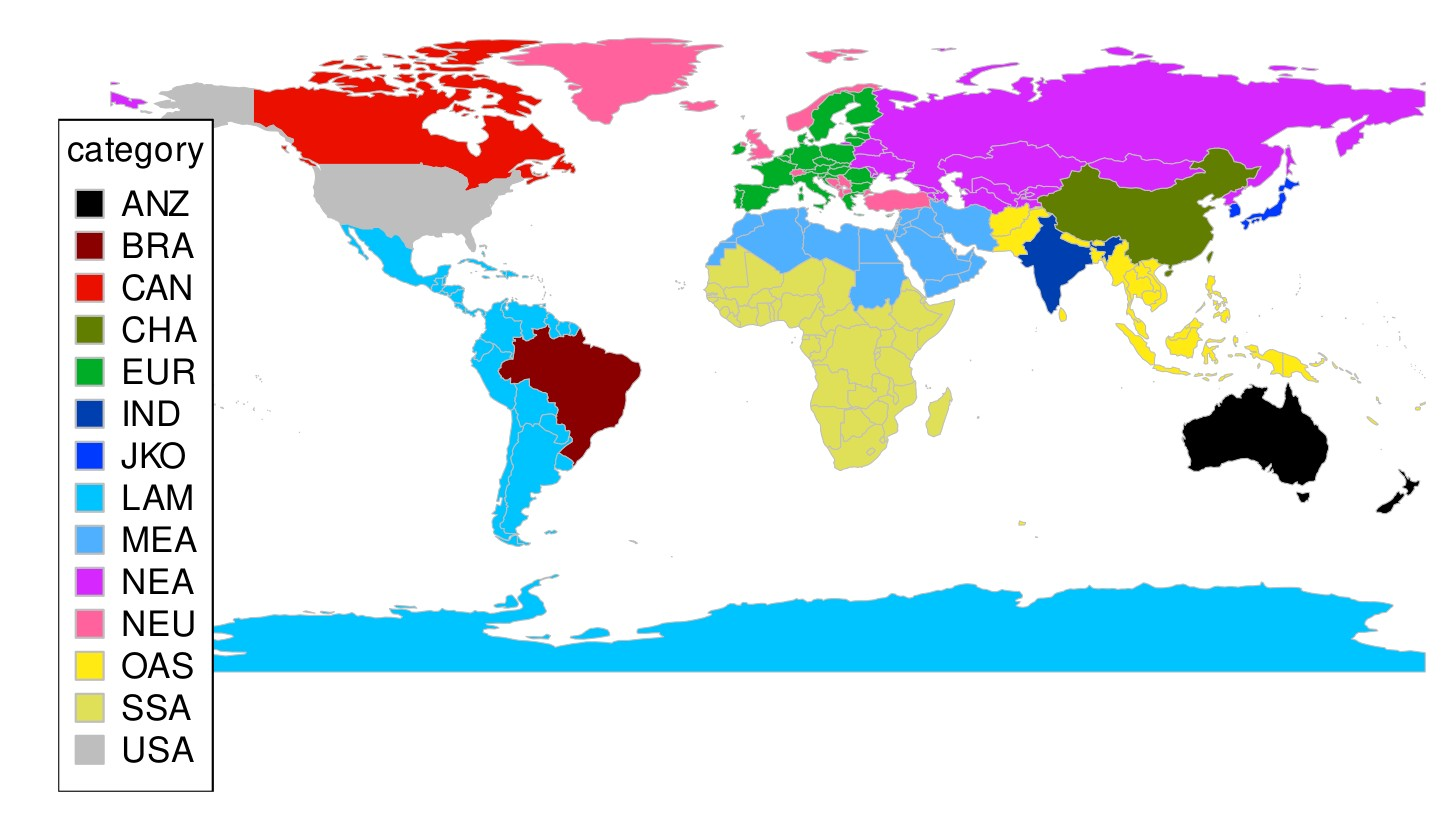 category
ANZ
BRA
CAN
CHA
EUR
IND
JKO
LAM
MEA
NEA
NEU
OAS
SSA
USA